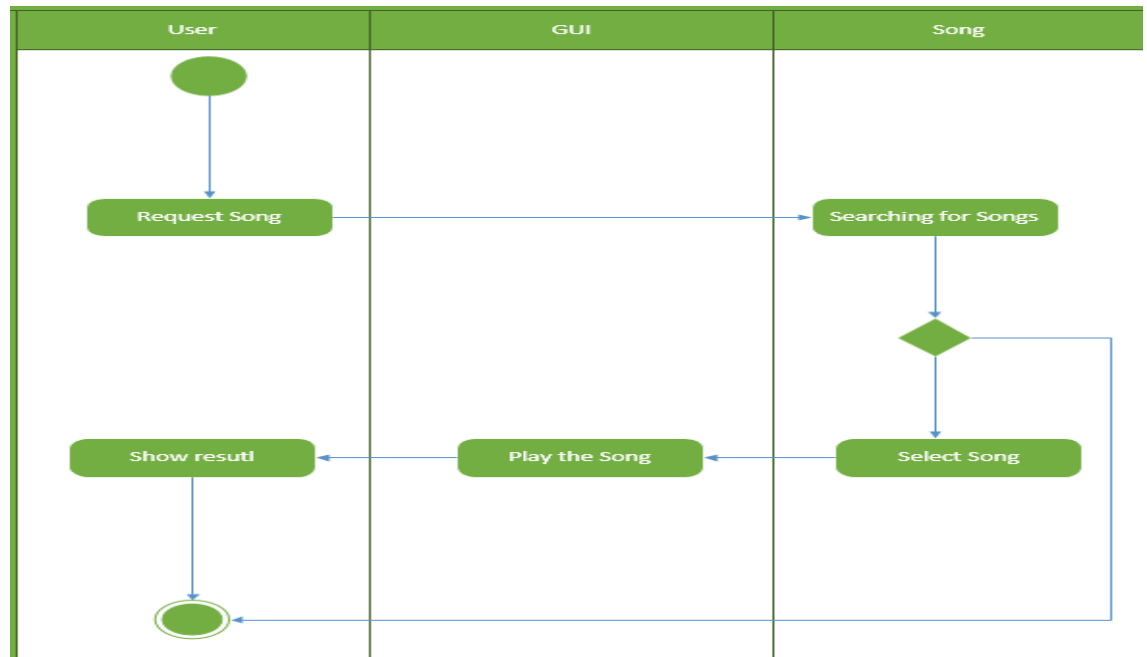 User
GUI
Song
Request Song
Searching for Songs
Show resutl
Play the Song
Select Song